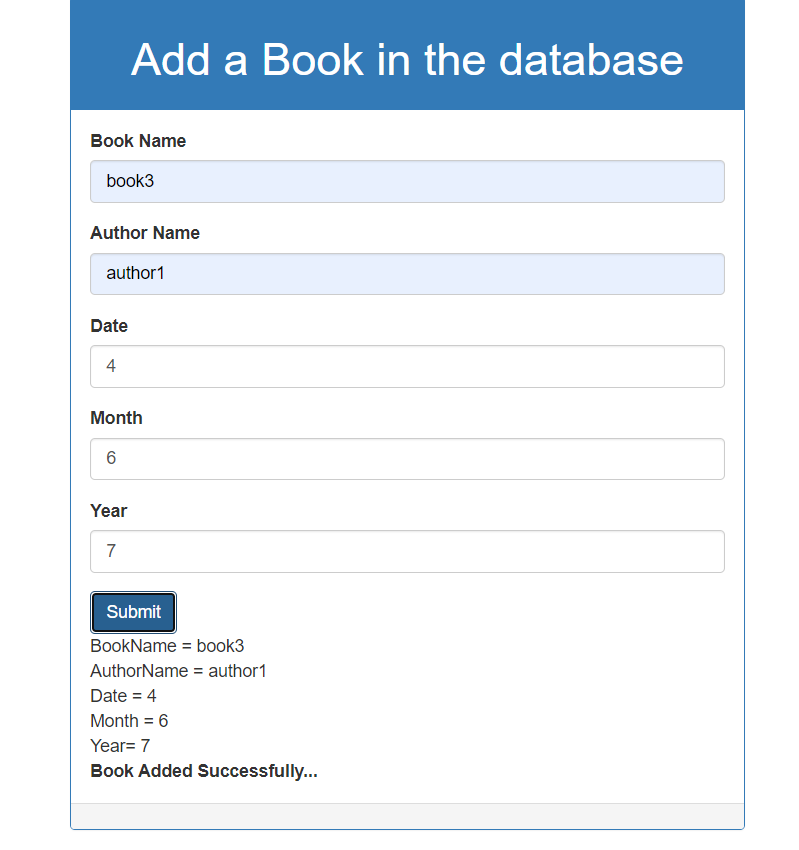 Add a Book in the database
Book Name
book3
Author Name
author1
Date
4
Month
6
Year
7
Submit
BookName = book3
AuthorName = author1
Date = 4
Month = 6
Year= 7
Book Added Successfully...